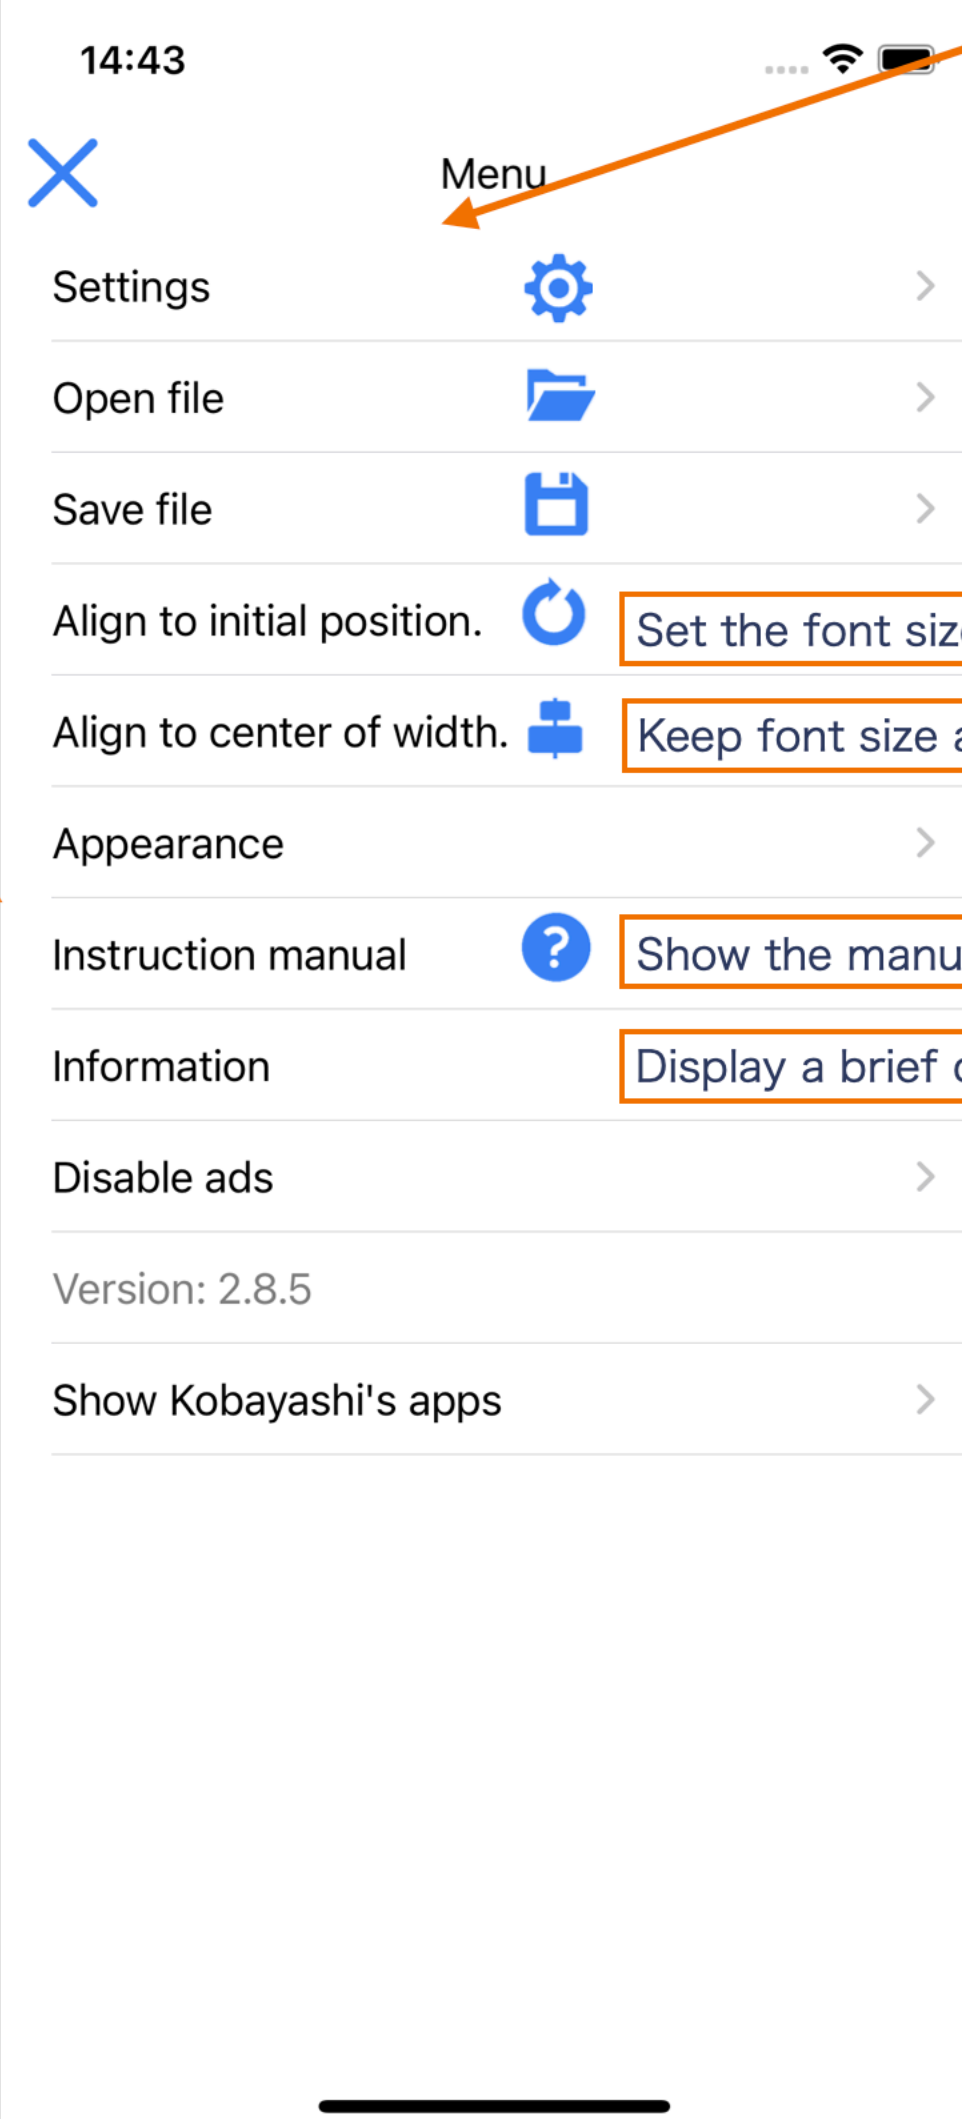 14:43
Menu
Settings
Open file
Save file
Align to initial position.
Set the font
Align to center of width.
Keep font size
Appearance
Instruction manual
?
Show the
Information
Display a brief
Disable ads
Version: 2.8.5
Show Kobayashi's apps